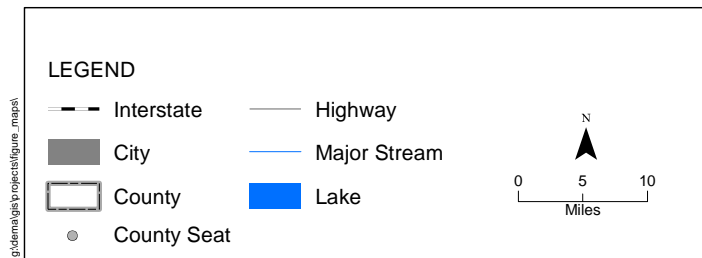 LEGEND
Interstate
Highway
City
Major Stream
County
Lake
County Seat
N
0 5 10
Miles
g:\dema\gis\projects\figure_maps\